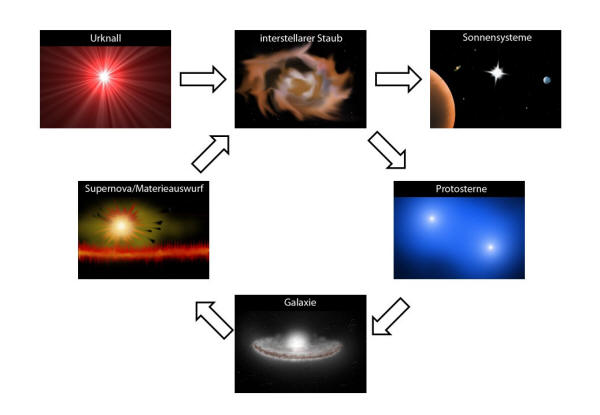 Urknall
interstellarer Staub
Sonnensysteme
Supernova/Materieauswurf
Protosterne
Galaxie